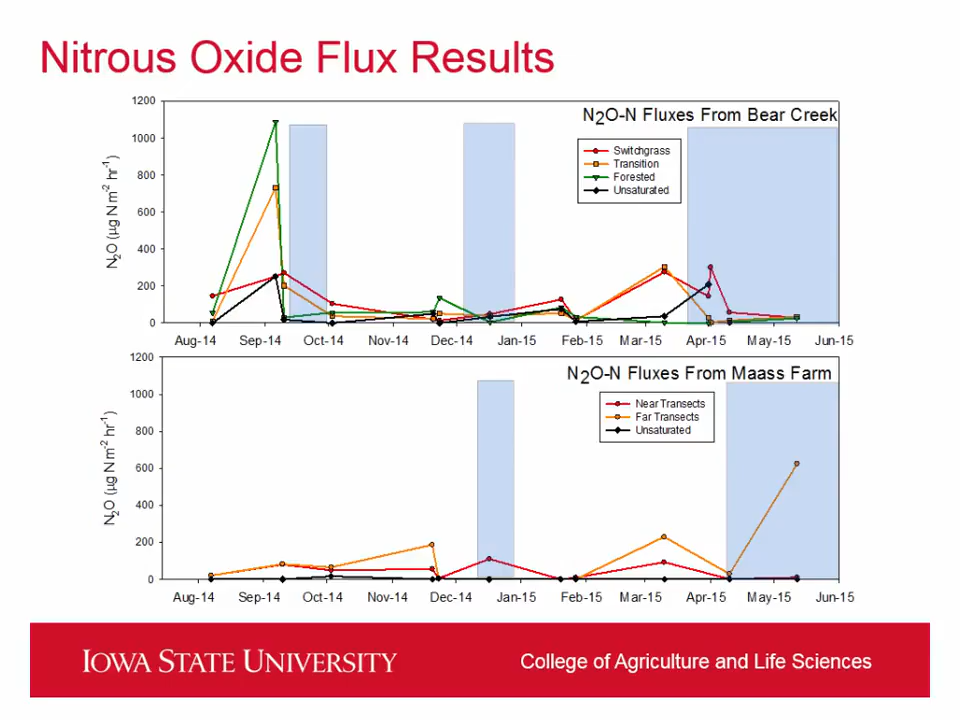 Nitrous Oxide Flux Results
N2O-N Fluxes From Bear Creek
1200
1000
800
600
400
200
0
N2O (µg N m-2 hr-1)
Switchgrass
Transition
Forested
Unsaturated
Aug-14 Sep-14 Oct-14 Nov-14 Dec-14 Jan-15 Feb-15 Mar-15 Apr-15 May-15 Jun-15
N2O-N Fluxes From Maass Farm
1200
1000
800
600
400
200
0
N2O (µg N m-2 hr-1)
Near Transects
Far Transects
Unsaturated
Aug-14 Sep-14 Oct-14 Nov-14 Dec-14 Jan-15 Feb-15 Mar-15 Apr-15 May-15 Jun-15
IOWA STATE UNIVERSITY
College of Agriculture and Life Sciences